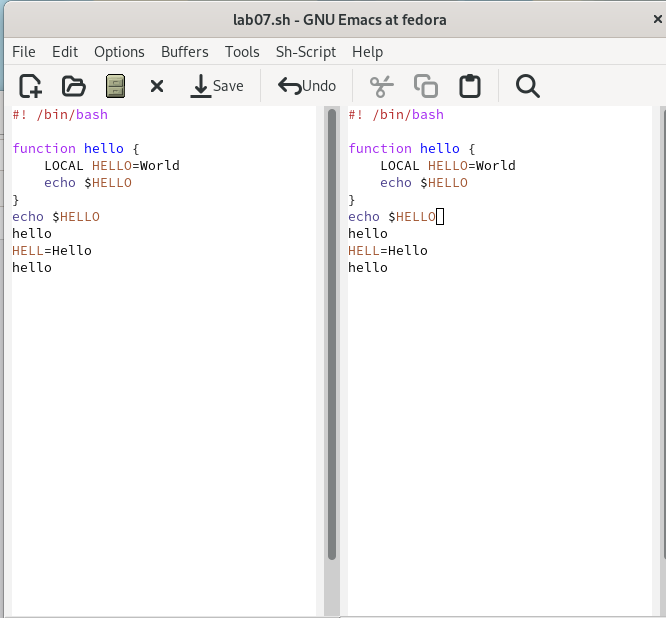 lab07.sh - GNU Emacs at fedora
File Edit Options Buffers Tools Sh-Script Help
Save Undo
#! /bin/bash
function hello {
    LOCAL HELLO=World
    echo $HELLO
}
echo $HELLO
hello
HELL=Hello
hello
#! /bin/bash
function hello {
    LOCAL HELLO=World
    echo $HELLO
}
echo $HELLO
hello
HELL=Hello
hello